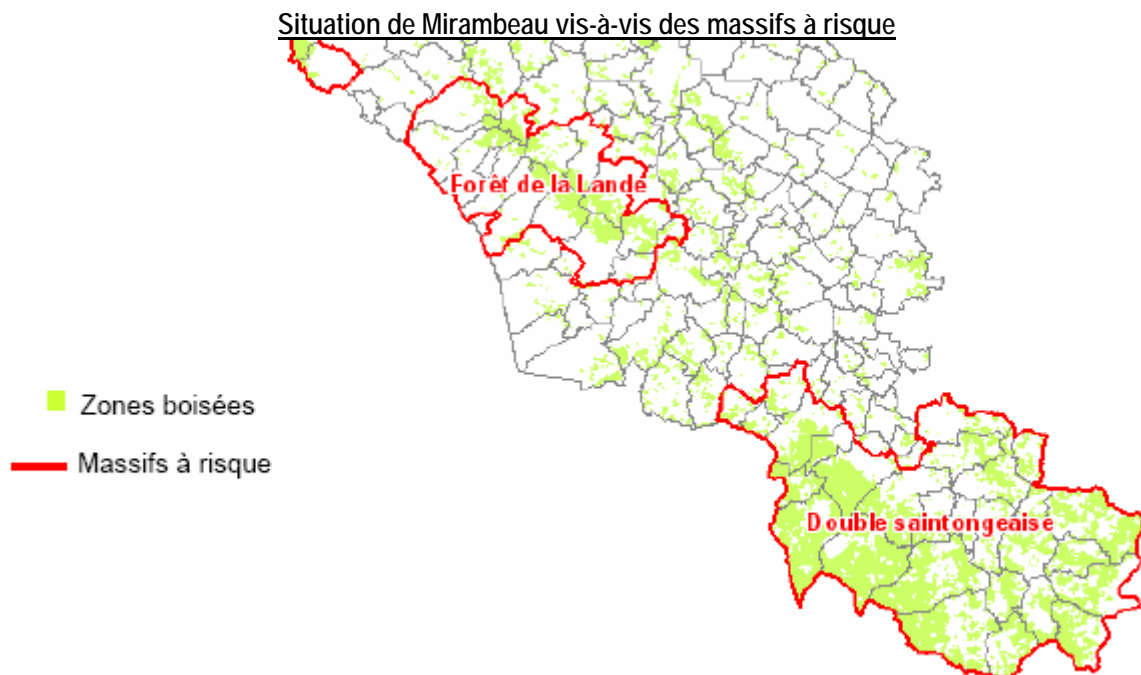 Situation de Mirambeau vis-à-vis des massifs à risque
Forêt de la Lande
Zones boisées
Massifs à risque
Double saintongeaise